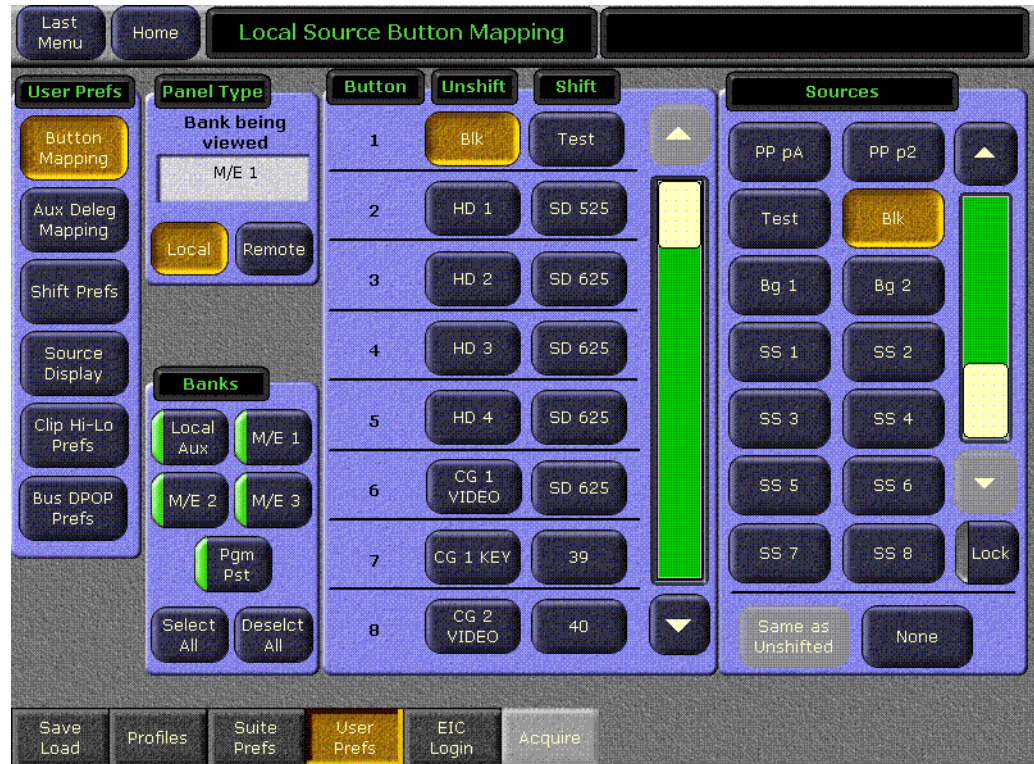 Last
Menu
Home
Local Source Button Mapping
User Prefs
Button
Mapping
Aux Deleg
Mapping
Shift Prefs
Source
Display
Clip Hi-Lo
Prefs
Bus DPOP
Prefs
Panel Type
Bank being
viewed
M/E 1
Local
Remote
Banks
Local
Aux
M/E 1
M/E 2
M/E 3
Pgm
Pst
Select
All
Deselct
All
Button
Unshift
Shift
1
Blk
Test
2
HD 1
SD 525
3
HD 2
SD 625
4
HD 3
SD 625
5
HD 4
SD 625
6
CG 1
VIDEO
SD 625
7
CG 1 KEY
39
8
CG 2
VIDEO
40
Sources
PP pA
PP p2
Test
Blk
Bg 1
Bg 2
SS 1
SS 2
SS 3
SS 4
SS 5
SS 6
SS 7
SS 8
Lock
Same as
Unshifted
None
Save
Load
Profiles
Suite
Prefs
User
Prefs
EIC
Login
Acquire